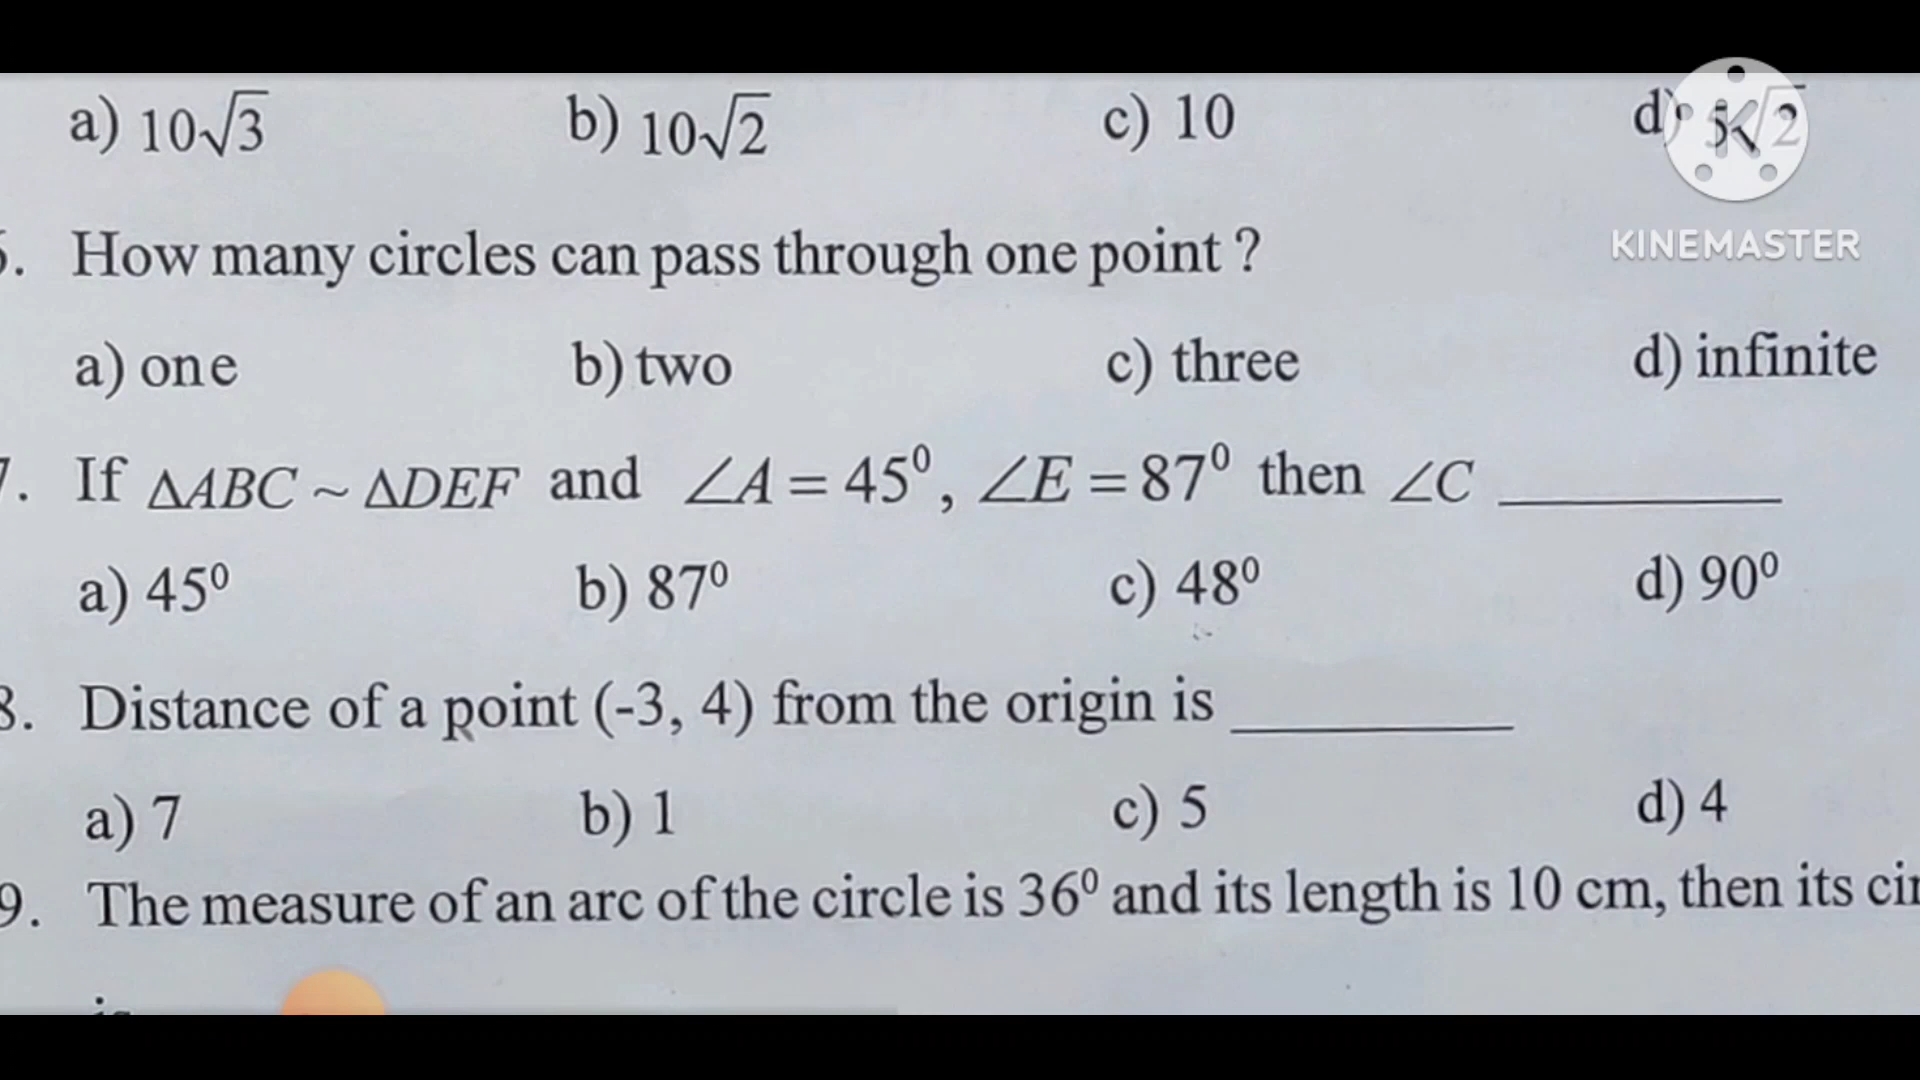 a) 10√3 b) 10√2 c) 10 d) √2
KINEMASTER
. How many circles can pass through one point ?
a) one b) two c) three d) infinite
7. If ΔABC ~ ΔDEF and ∠A = 45⁰, ∠E = 87⁰ then ∠C ________
a) 45⁰ b) 87⁰ c) 48⁰ d) 90⁰
8. Distance of a point (-3, 4) from the origin is ________
a) 7 b) 1 c) 5 d) 4
9. The measure of an arc of the circle is 36⁰ and its length is 10 cm, then its